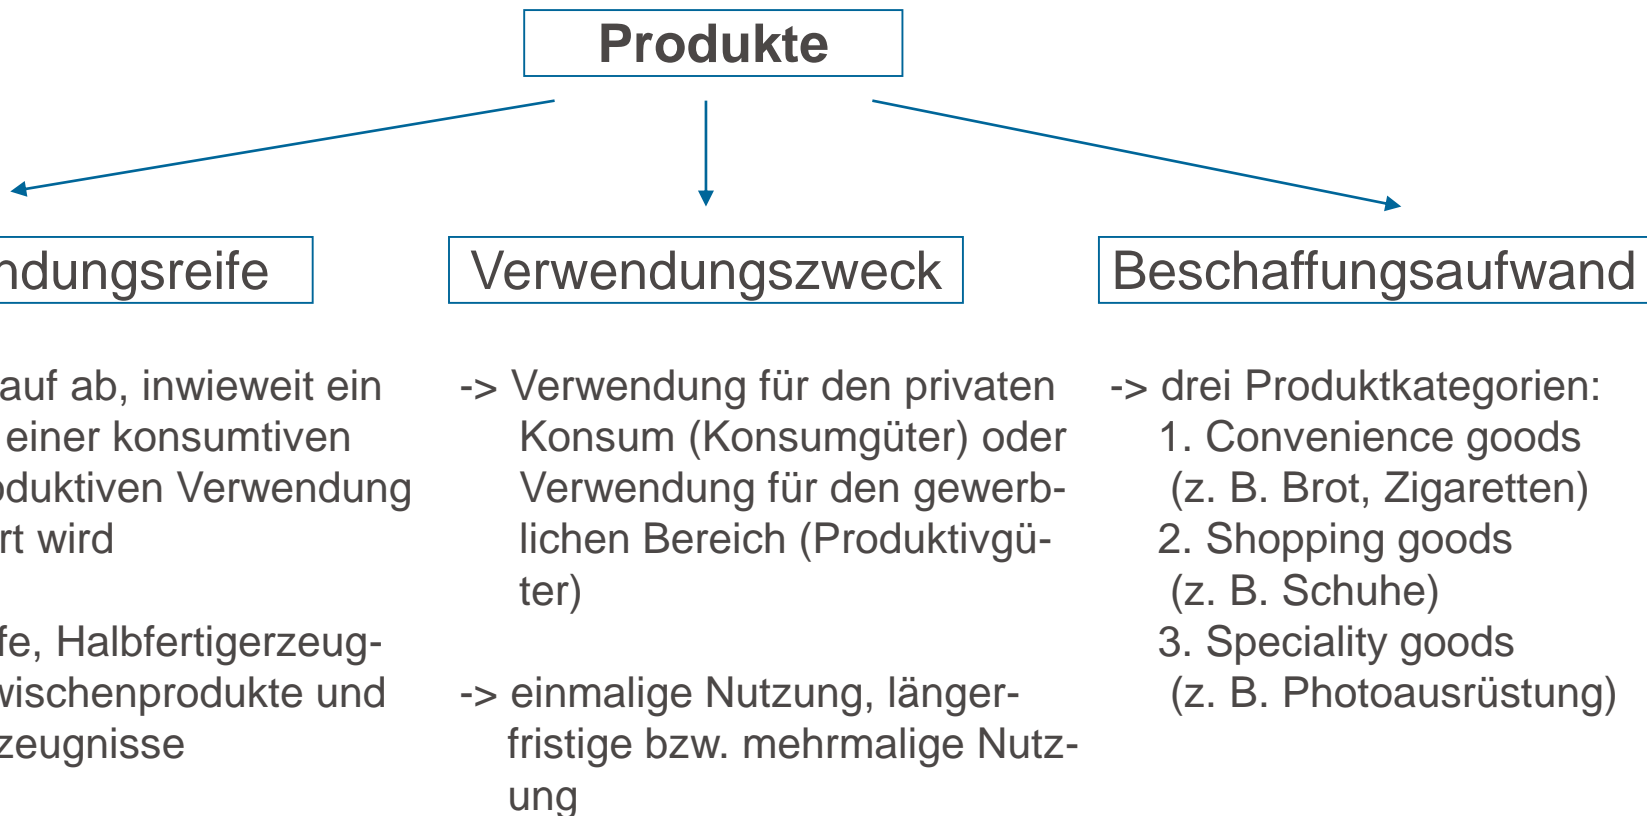 Produkte
ndungsreife
auf ab, inwieweit ein
einer konsumtiven
oduktiven Verwendung
rt wird
fe, Halbfertigerzeug-
wischenprodukte und
zeugnisse
Verwendungszweck
-> Verwendung für den privaten
Konsum (Konsumgüter) oder
Verwendung für den gewerb-
lichen Bereich (Produktivgü-
ter)
-> einmalige Nutzung, länger-
fristige bzw. mehrmalige Nutz-
ung
Beschaffungsaufwand
-> drei Produktkategorien:
1. Convenience goods
(z. B. Brot, Zigaretten)
2. Shopping goods
(z. B. Schuhe)
3. Speciality goods
(z. B. Photoausrüstung)